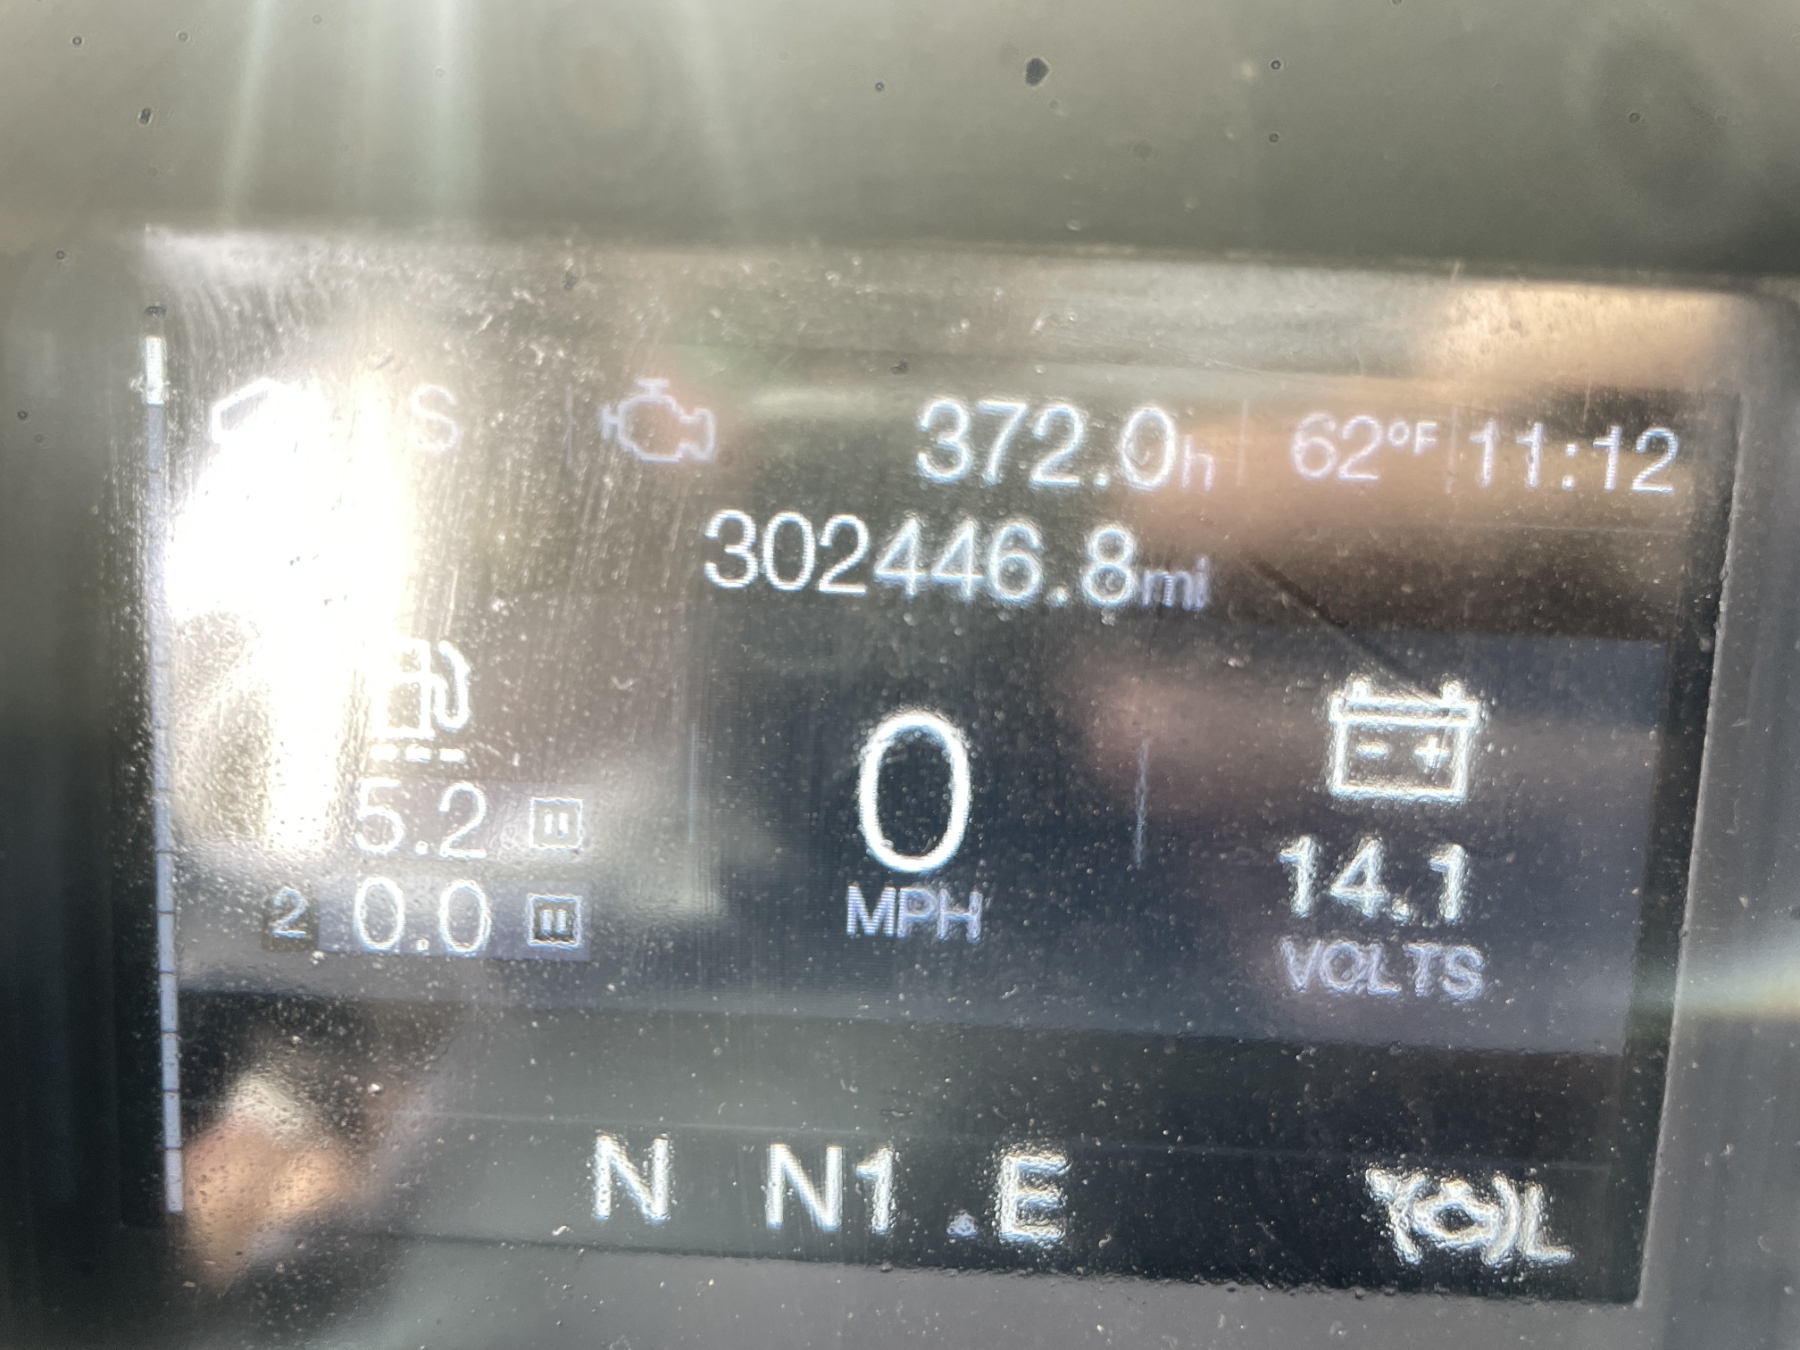 S 372.0h 62°F 11:12
302446.8mi
5.2
2 0.0
0
MPH
- +
14.1
VOLTS
N N1 . E L